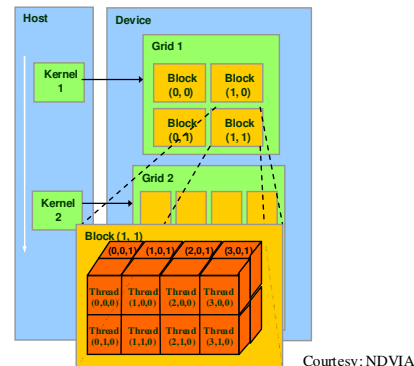 Host
Device
Grid 1
Kernel
1
Block
(0, 0)
Block
(1, 0)
Block
(0, 1)
Block
(1, 1)
Grid 2
Kernel
2
Block (1, 1)
(0,0,1) (1,0,1) (2,0,1) (3,0,1)
Thread
(0,0,0)
Thread
(1,0,0)
Thread
(2,0,0)
Thread
(3,0,0)
Thread
(0,1,0)
Thread
(1,1,0)
Thread
(2,1,0)
Thread
(3,1,0)
Courtesy: NDVIA